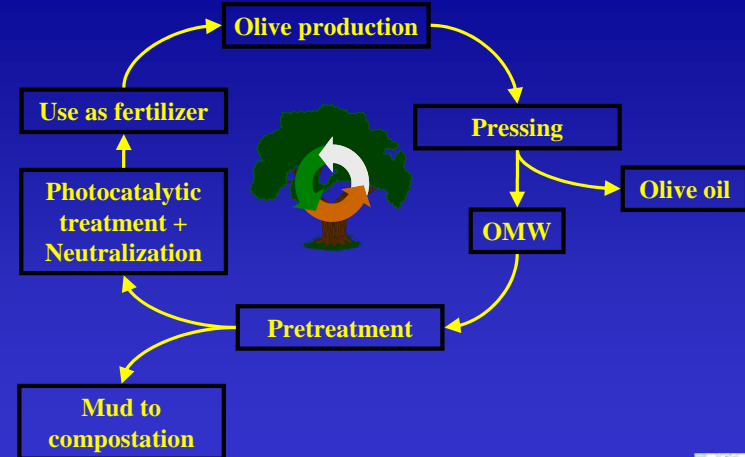 Olive production
Use as fertilizer
Pressing
Photocatalytic
treatment +
Neutralization
Olive oil
OMW
Pretreatment
Mud to
compostation